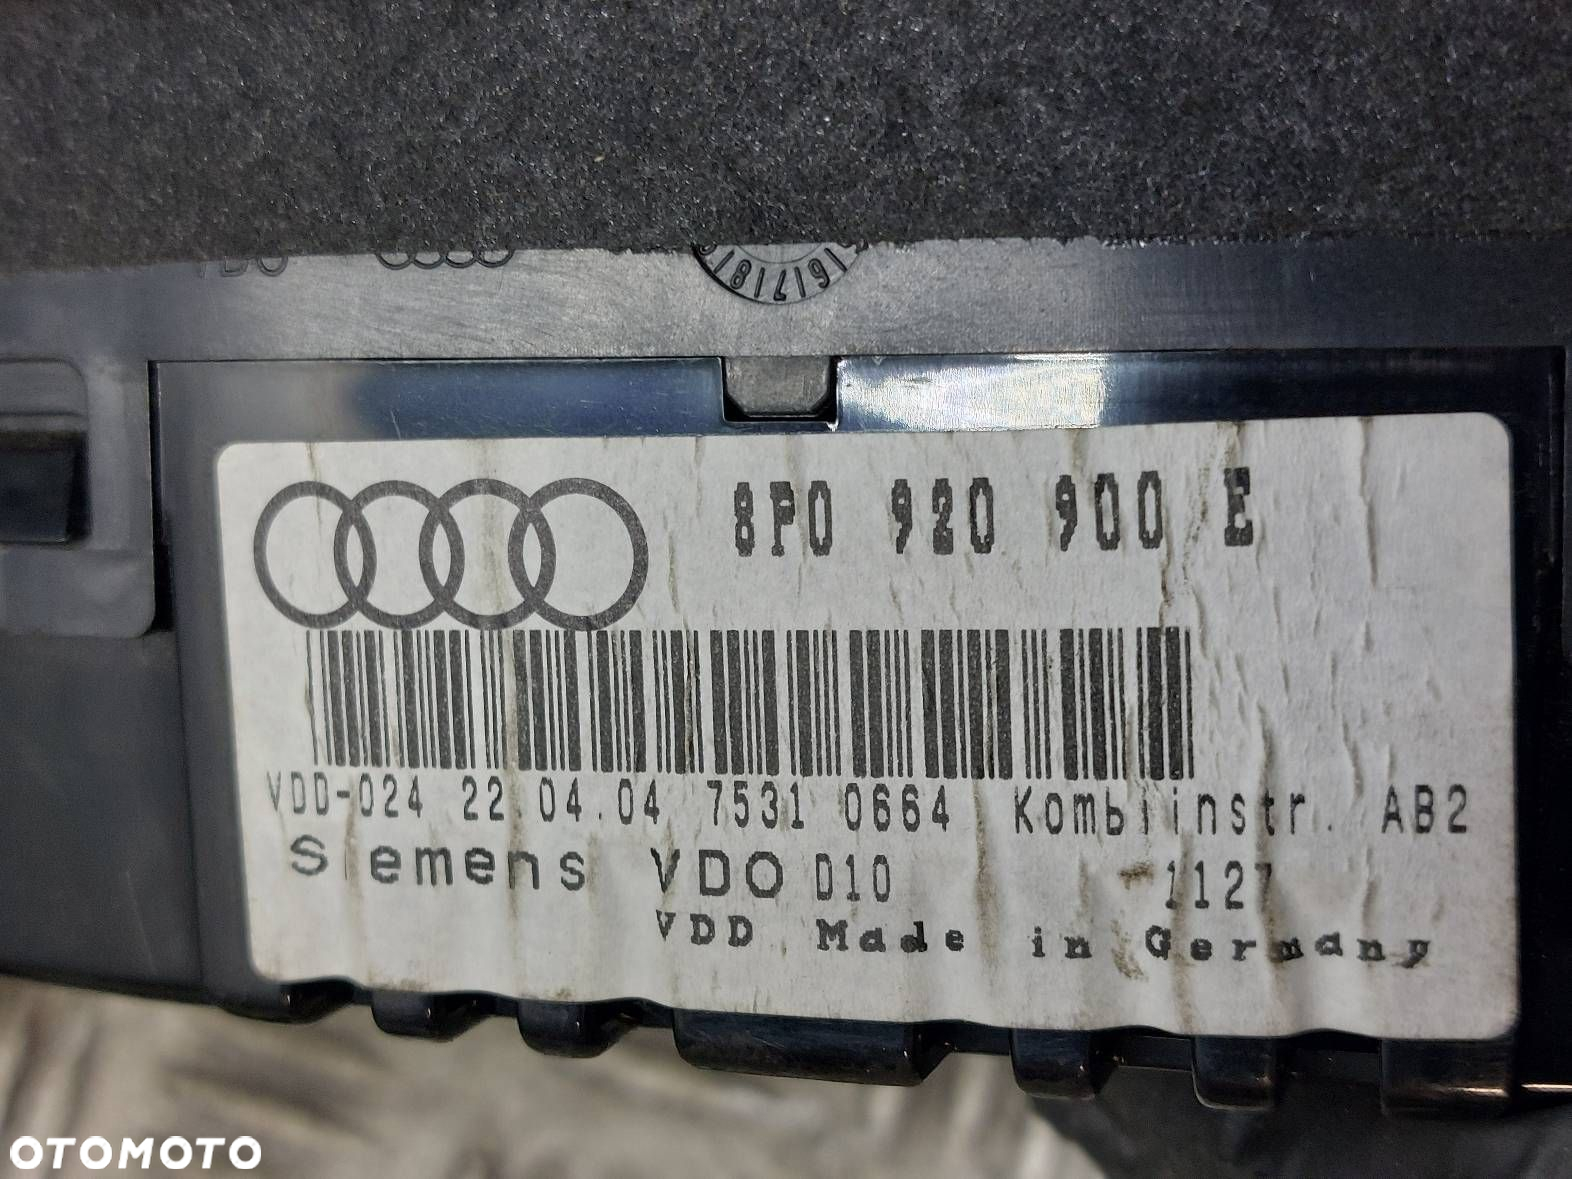 8P0 920 900 E
VDD-024 22.04.04 7531 0664 Kombiinstr. AB2
Siemens VDO 010 1127
VDD Made in Germany
OTOMOTO